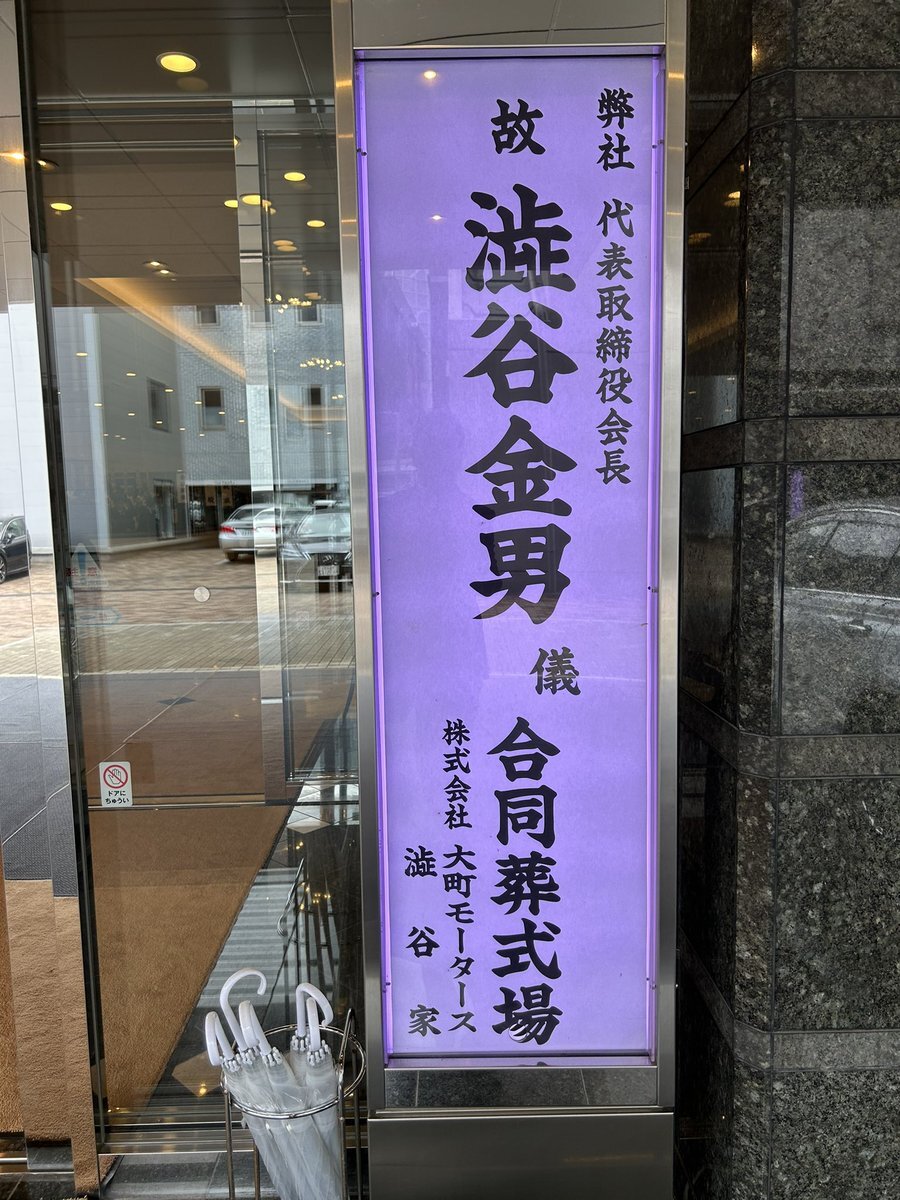 弊社 代表取締役会長
故 澁谷金男 儀
合同葬式場
株式会社 大町モータース
澁谷家
ドアに
ちゅうい